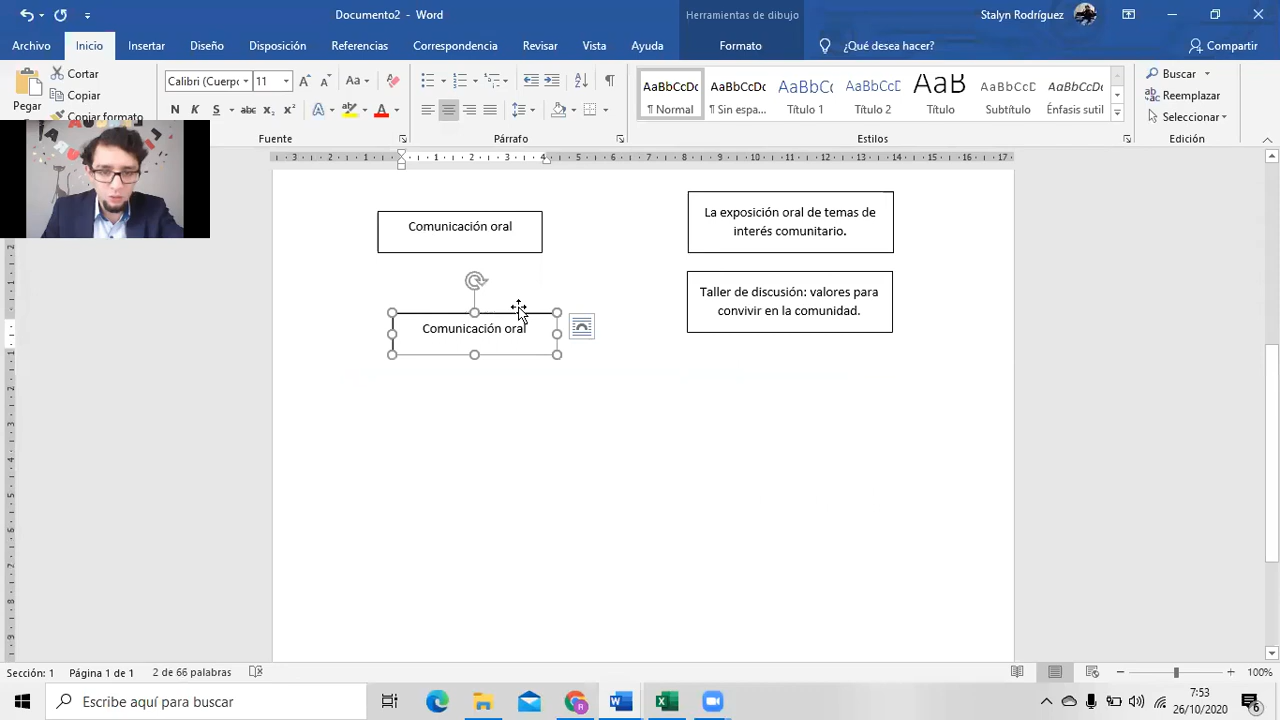 Documento2 - Word
Herramientas de dibujo
Stalyn Rodríguez
Archivo
Inicio
Insertar
Diseño
Disposición
Referencias
Correspondencia
Revisar
Vista
Ayuda
Formato
¿Qué desea hacer?
Compartir
Pegar
Cortar
Copiar
Copiar formato
Calibri (Cuerpo
11
Fuente
Párrafo
AaBbCcDc
¶ Normal
AaBbCcDc
¶ Sin espa...
AaBbCc
Título 1
AaBbCcC
Título 2
AaB
Título
AaBbCcD
Subtítulo
AaBbCcDc
Énfasis sutil
Estilos
Buscar
Reemplazar
Seleccionar
Edición
Comunicación oral
La exposición oral de temas de
interés comunitario.
Comunicación oral
Taller de discusión: valores para
convivir en la comunidad.
Sección: 1
Página 1 de 1
2 de 66 palabras
100%
Escribe aquí para buscar
7:53
26/10/2020
6